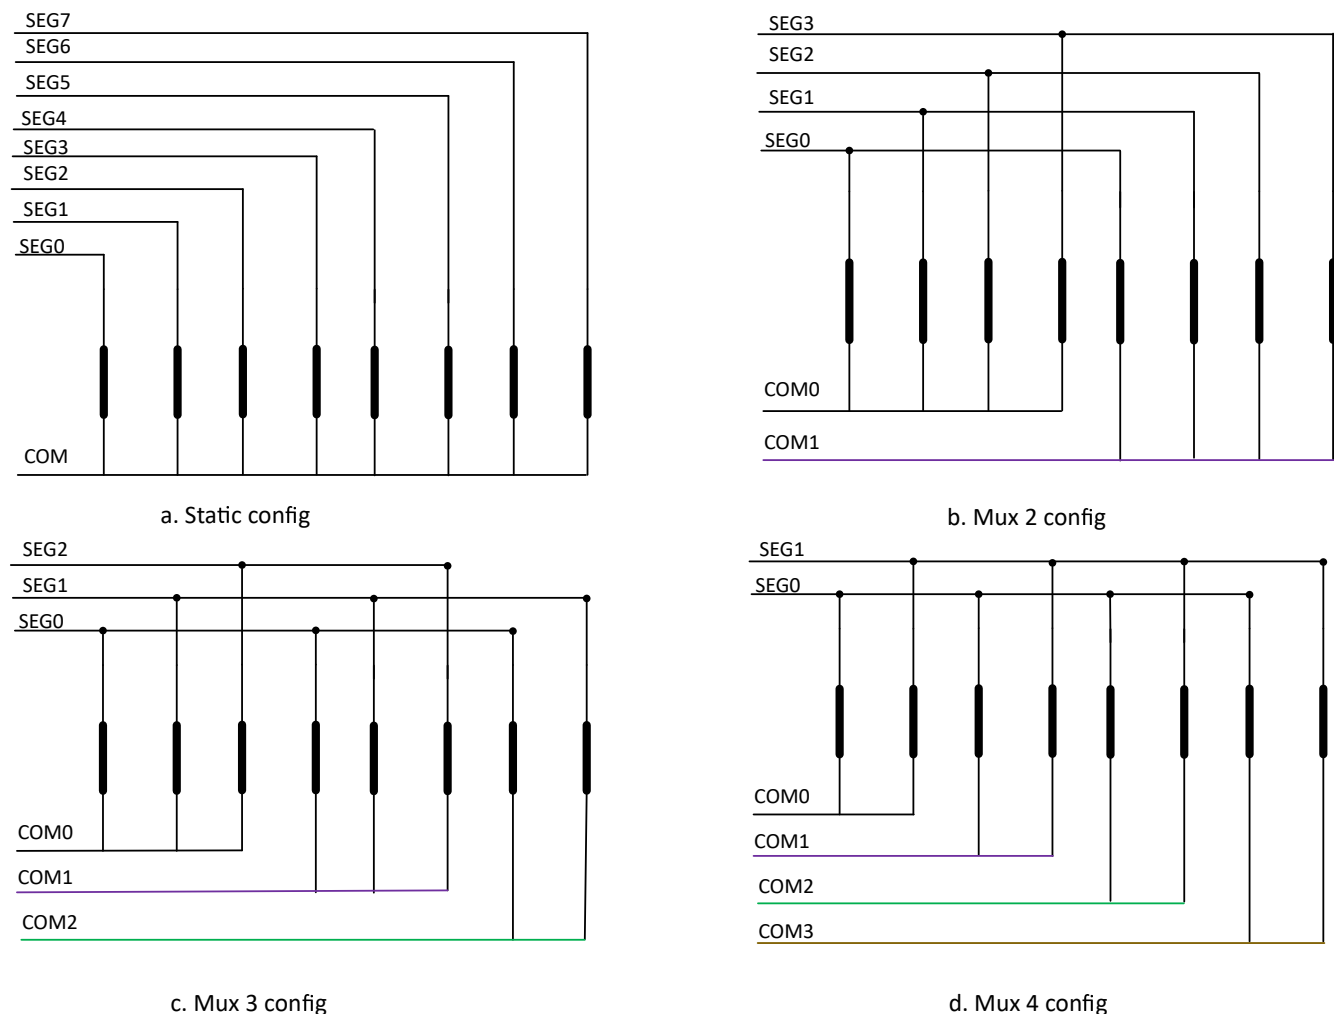 SEG7
SEG6
SEG5
SEG4
SEG3
SEG2
SEG1
SEG0
COM
a. Static config
SEG3
SEG2
SEG1
SEG0
COM0
COM1
b. Mux 2 config
SEG2
SEG1
SEG0
COM0
COM1
COM2
c. Mux 3 config
SEG1
SEG0
COM0
COM1
COM2
COM3
d. Mux 4 config